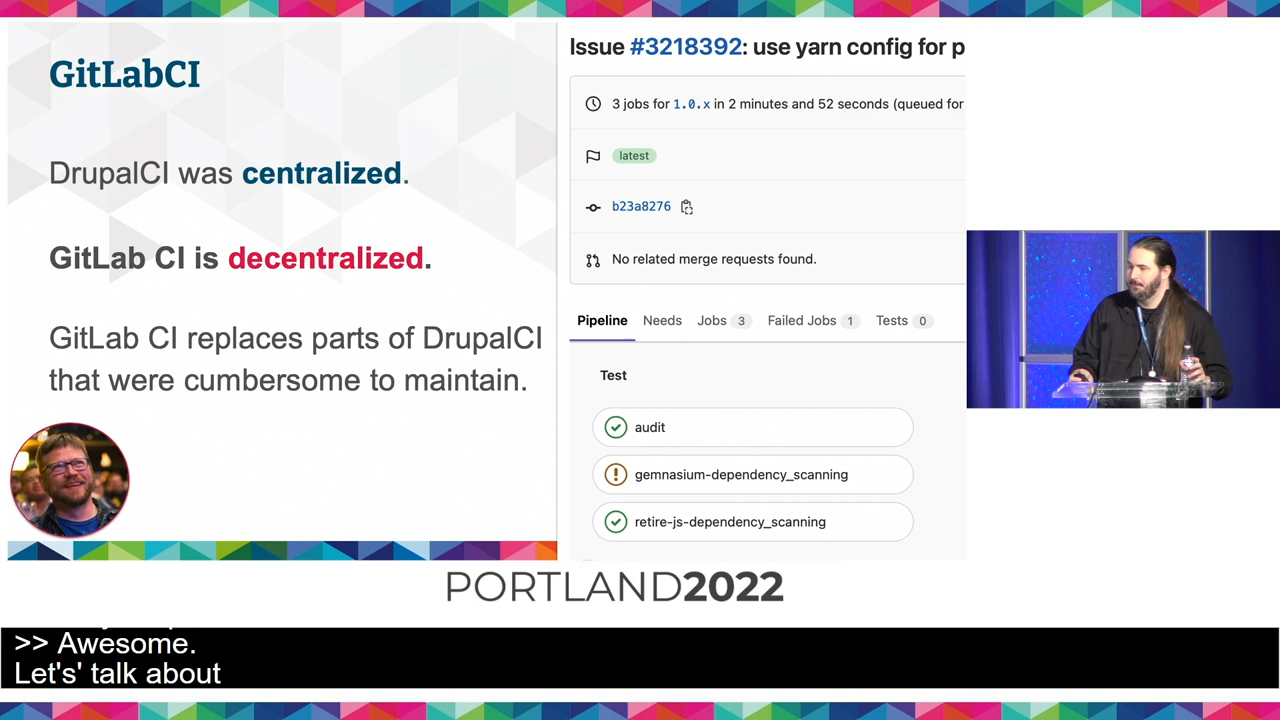 GitLabCI
DrupalCI was centralized.
GitLab CI is decentralized.
GitLab CI replaces parts of DrupalCI
that were cumbersome to maintain.
Issue #3218392: use yarn config for p
3 jobs for 1.0.x in 2 minutes and 52 seconds (queued for
latest
b23a8276
No related merge requests found.
Pipeline Needs Jobs 3 Failed Jobs 1 Tests 0
Test
audit
gemnasium-dependency_scanning
retire-js-dependency_scanning
PORTLAND2022
>> Awesome.
Let's' talk about